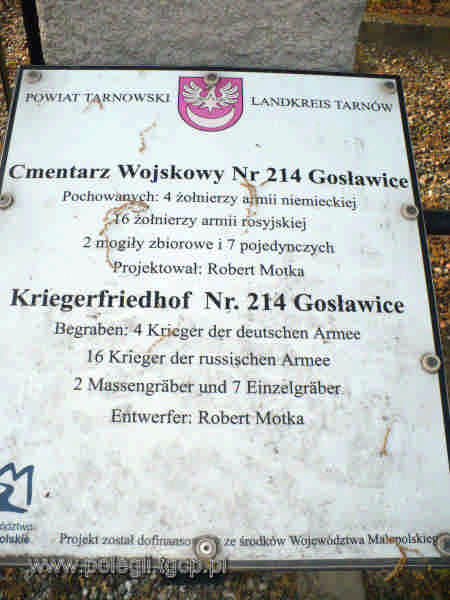 POWIAT TARNOWSKI LANDKREIS TARNÓW
Cmentarz Wojskowy Nr 214 Gosławice
Pochowanych: 4 żołnierzy armii niemieckiej
16 żołnierzy armii rosyjskiej
2 mogiły zbiorowe i 7 pojedynczych
Projektował: Robert Motka
Kriegerfriedhof Nr. 214 Gosławice
Begraben: 4 Krieger der deutschen Armee
16 Krieger der russischen Armee
2 Massengräber und 7 Einzelgräber
Entwerfer: Robert Motka
Projekt został dofinanso ze środków Województwa Małopolskieg
www.polegli.tgcp.pl